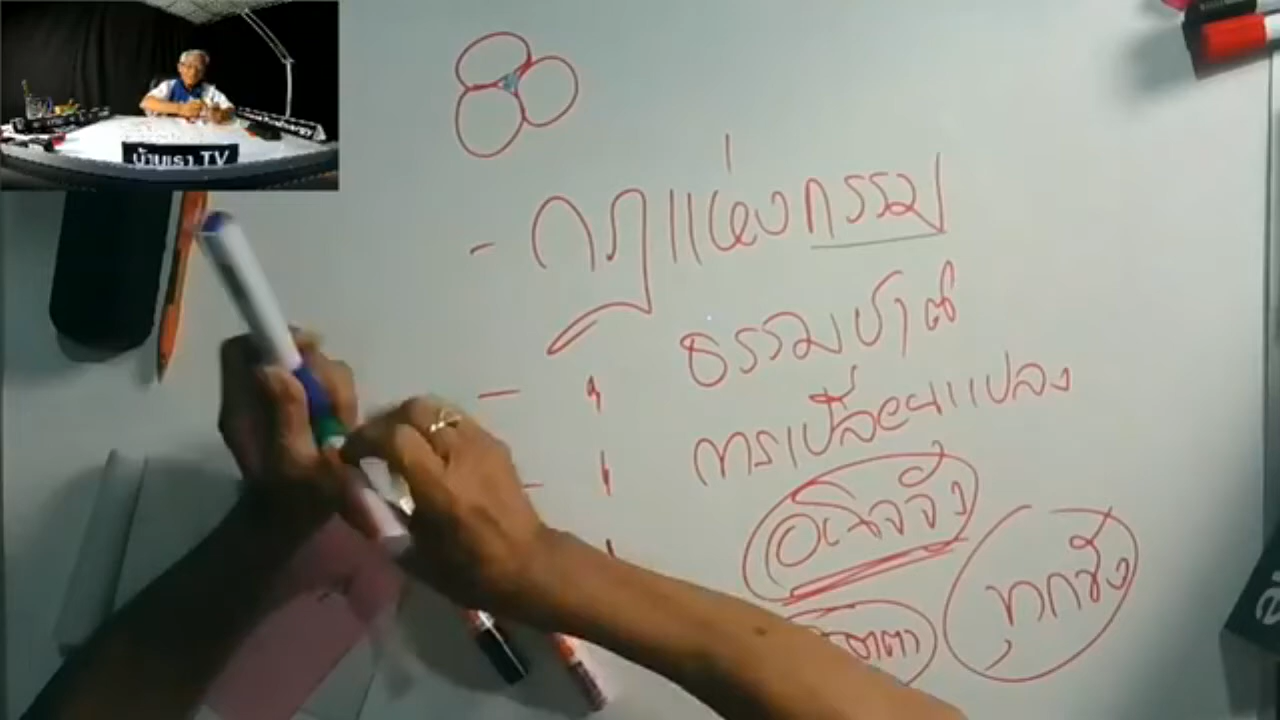 บ้านเรา TV
- กฎแห่งกรรม
- " ธรรมชาติ
- " การเปลี่ยนแปลง
อนิจจัง
ทุกขัง